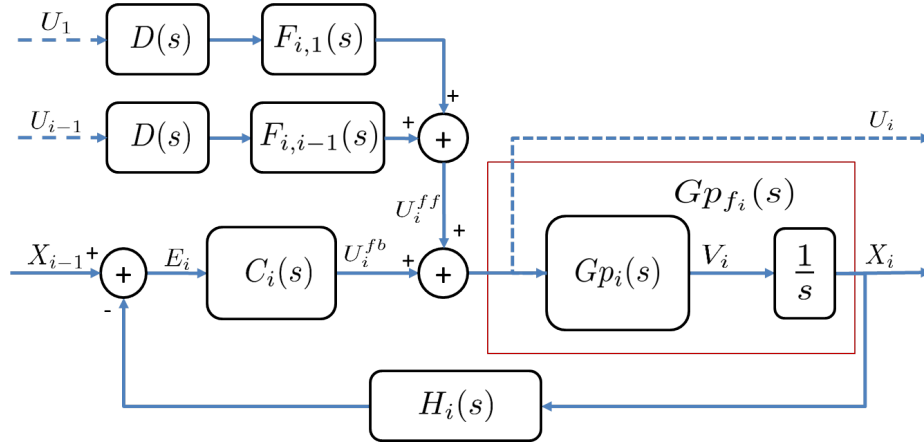 U_1 D(s) F_{i,1}(s)
+
U_{i-1} D(s) F_{i,i-1}(s) + + U_i
Gp_{f_i}(s)
U_i^{ff}
+
X_{i-1} + + E_i C_i(s) U_i^{fb} + + Gp_i(s) V_i \frac{1}{s} X_i
-
H_i(s)